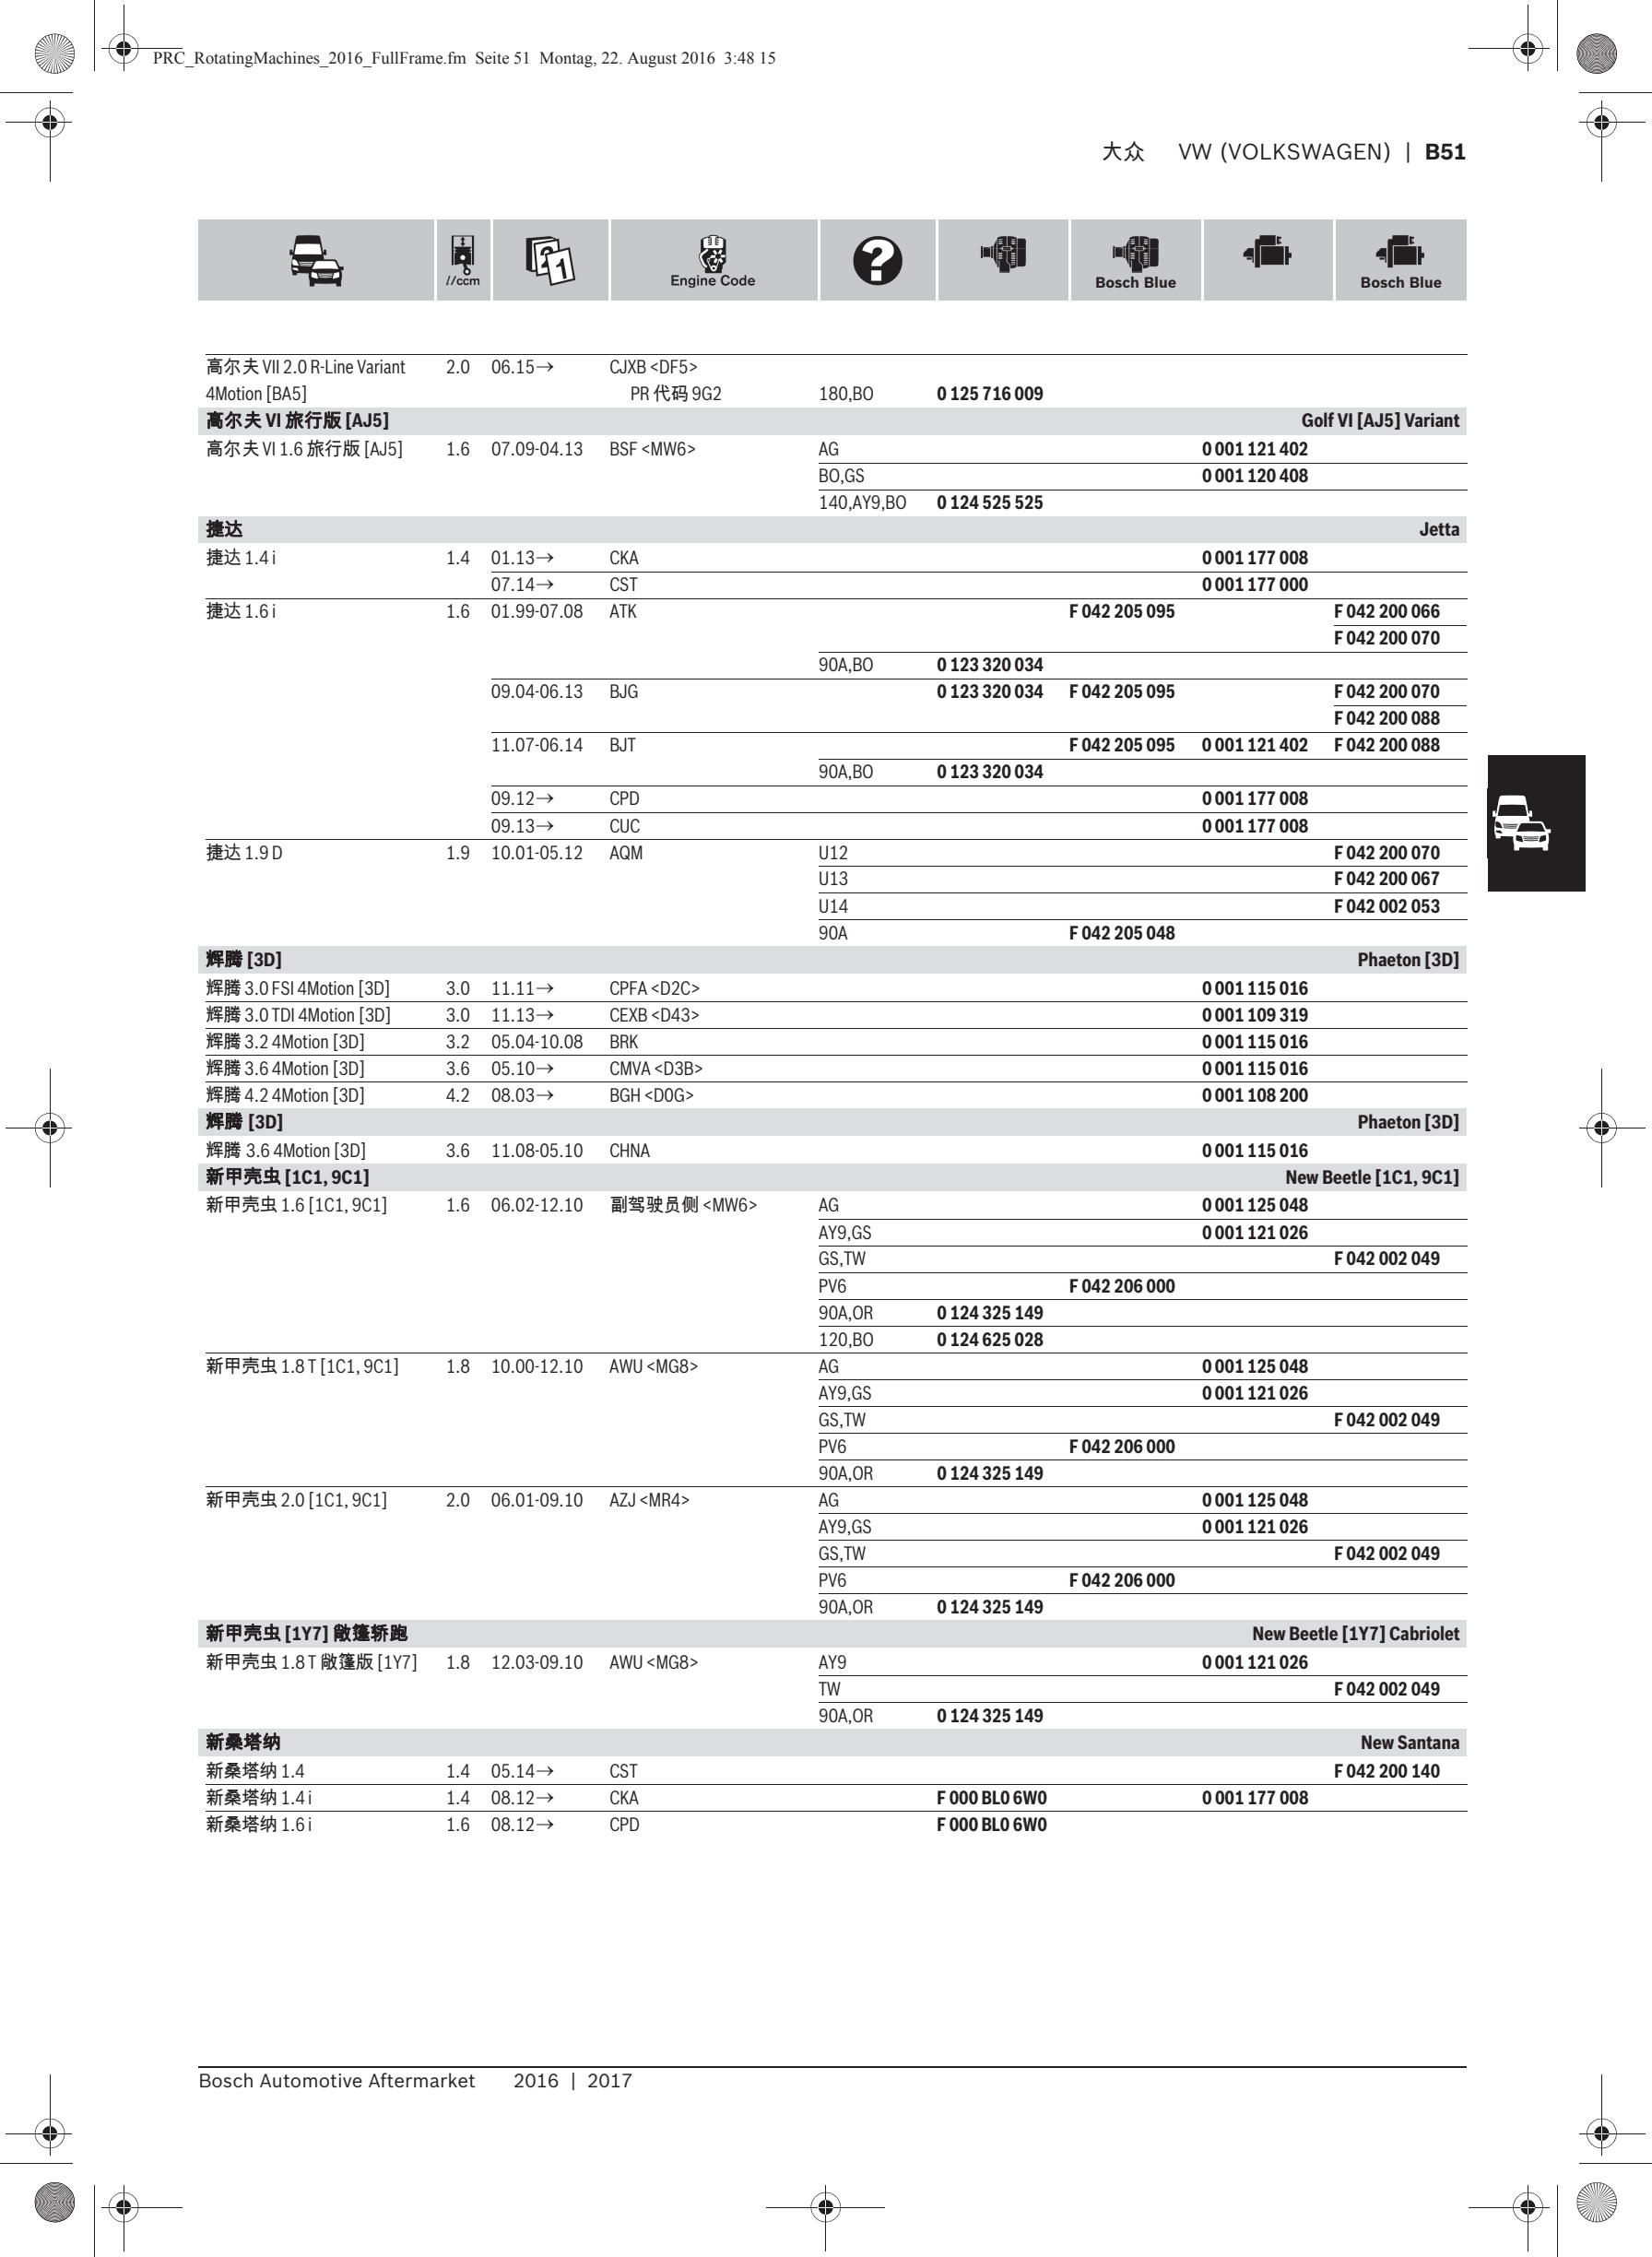 PRC_RotatingMachines_2016_FullFrame.fm Seite 51 Montag, 22. August 2016 3:48 15
大众 VW (VOLKSWAGEN) | B51
l/ccm Engine Code Bosch Blue Bosch Blue
高尔夫 VII 2.0 R-Line Variant 2.0 06.15→ CJXB <DF5>
4Motion [BA5] PR 代码 9G2 180,BO 0 125 716 009
高尔夫 VI 旅行版 [AJ5] Golf VI [AJ5] Variant
高尔夫 VI 1.6 旅行版 [AJ5] 1.6 07.09-04.13 BSF <MW6> AG 0 001 121 402
BO,GS 0 001 120 408
140,AY9,BO 0 124 525 525
捷达 Jetta
捷达 1.4 i 1.4 01.13→ CKA 0 001 177 008
07.14→ CST 0 001 177 000
捷达 1.6 i 1.6 01.99-07.08 ATK F 042 205 095 F 042 200 066
F 042 200 070
90A,BO 0 123 320 034
09.04-06.13 BJG 0 123 320 034 F 042 205 095 F 042 200 070
F 042 200 088
11.07-06.14 BJT F 042 205 095 0 001 121 402 F 042 200 088
90A,BO 0 123 320 034
09.12→ CPD 0 001 177 008
09.13→ CUC 0 001 177 008
捷达 1.9 D 1.9 10.01-05.12 AQM U12 F 042 200 070
U13 F 042 200 067
U14 F 042 002 053
90A F 042 205 048
辉腾 [3D] Phaeton [3D]
辉腾 3.0 FSI 4Motion [3D] 3.0 11.11→ CPFA <D2C> 0 001 115 016
辉腾 3.0 TDI 4Motion [3D] 3.0 11.13→ CEXB <D43> 0 001 109 319
辉腾 3.2 4Motion [3D] 3.2 05.04-10.08 BRK 0 001 115 016
辉腾 3.6 4Motion [3D] 3.6 05.10→ CMVA <D3B> 0 001 115 016
辉腾 4.2 4Motion [3D] 4.2 08.03→ BGH <D0G> 0 001 108 200
辉腾 [3D] Phaeton [3D]
辉腾 3.6 4Motion [3D] 3.6 11.08-05.10 CHNA 0 001 115 016
新甲壳虫 [1C1, 9C1] New Beetle [1C1, 9C1]
新甲壳虫 1.6 [1C1, 9C1] 1.6 06.02-12.10 副驾驶员侧 <MW6> AG 0 001 125 048
AY9,GS 0 001 121 026
GS,TW F 042 002 049
PV6 F 042 206 000
90A,OR 0 124 325 149
120,BO 0 124 625 028
新甲壳虫 1.8 T [1C1, 9C1] 1.8 10.00-12.10 AWU <MG8> AG 0 001 125 048
AY9,GS 0 001 121 026
GS,TW F 042 002 049
PV6 F 042 206 000
90A,OR 0 124 325 149
新甲壳虫 2.0 [1C1, 9C1] 2.0 06.01-09.10 AZJ <MR4> AG 0 001 125 048
AY9,GS 0 001 121 026
GS,TW F 042 002 049
PV6 F 042 206 000
90A,OR 0 124 325 149
新甲壳虫 [1Y7] 敞篷轿跑 New Beetle [1Y7] Cabriolet
新甲壳虫 1.8 T 敞篷版 [1Y7] 1.8 12.03-09.10 AWU <MG8> AY9 0 001 121 026
TW F 042 002 049
90A,OR 0 124 325 149
新桑塔纳 New Santana
新桑塔纳 1.4 1.4 05.14→ CST F 042 200 140
新桑塔纳 1.4 i 1.4 08.12→ CKA F 000 BL0 6W0 0 001 177 008
新桑塔纳 1.6 i 1.6 08.12→ CPD F 000 BL0 6W0
Bosch Automotive Aftermarket 2016 | 2017